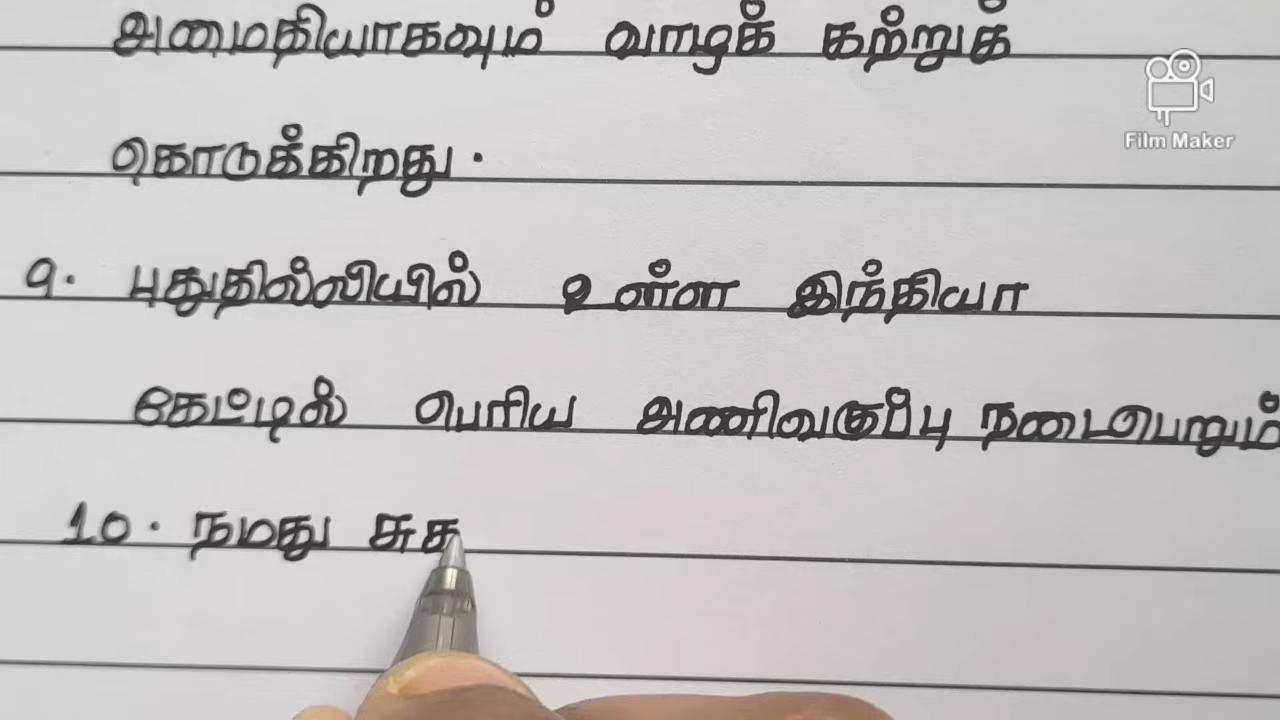 அமைதியாகவும் வாழக் கற்றுக்
கொடுக்கிறது.
Film Maker
9. புதுதில்லியில் உள்ள இந்தியா
கேட்டில் பெரிய அணிவகுப்பு நடைபெறும்
10. நமது சுத